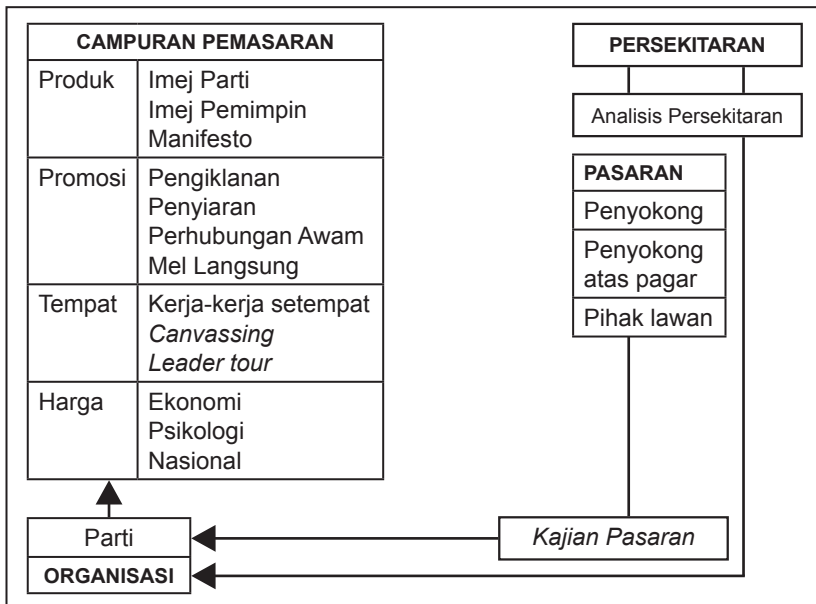 CAMPURAN PEMASARAN
Produk
Imej Parti
Imej Pemimpin
Manifesto
Promosi
Pengiklanan
Penyiaran
Perhubungan Awam
Mel Langsung
Tempat
Kerja-kerja setempat
Canvassing
Leader tour
Harga
Ekonomi
Psikologi
Nasional
Parti
ORGANISASI
PERSEKITARAN
Analisis Persekitaran
PASARAN
Penyokong
Penyokong
atas pagar
Pihak lawan
Kajian Pasaran